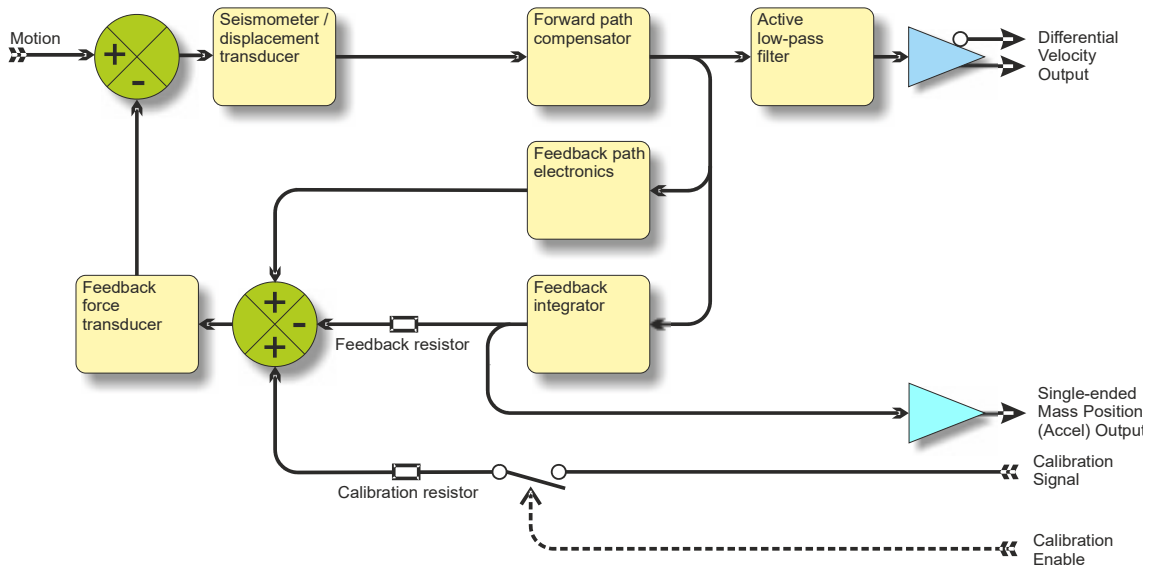 Motion
+
-
Seismometer /
displacement
transducer
Forward path
compensator
Active
low-pass
filter
Differential
Velocity
Output
Feedback path
electronics
Feedback
force
transducer
+
-
+
Feedback
integrator
Feedback resistor
Single-ended
Mass Position
(Accel) Output
Calibration resistor
Calibration
Signal
Calibration
Enable